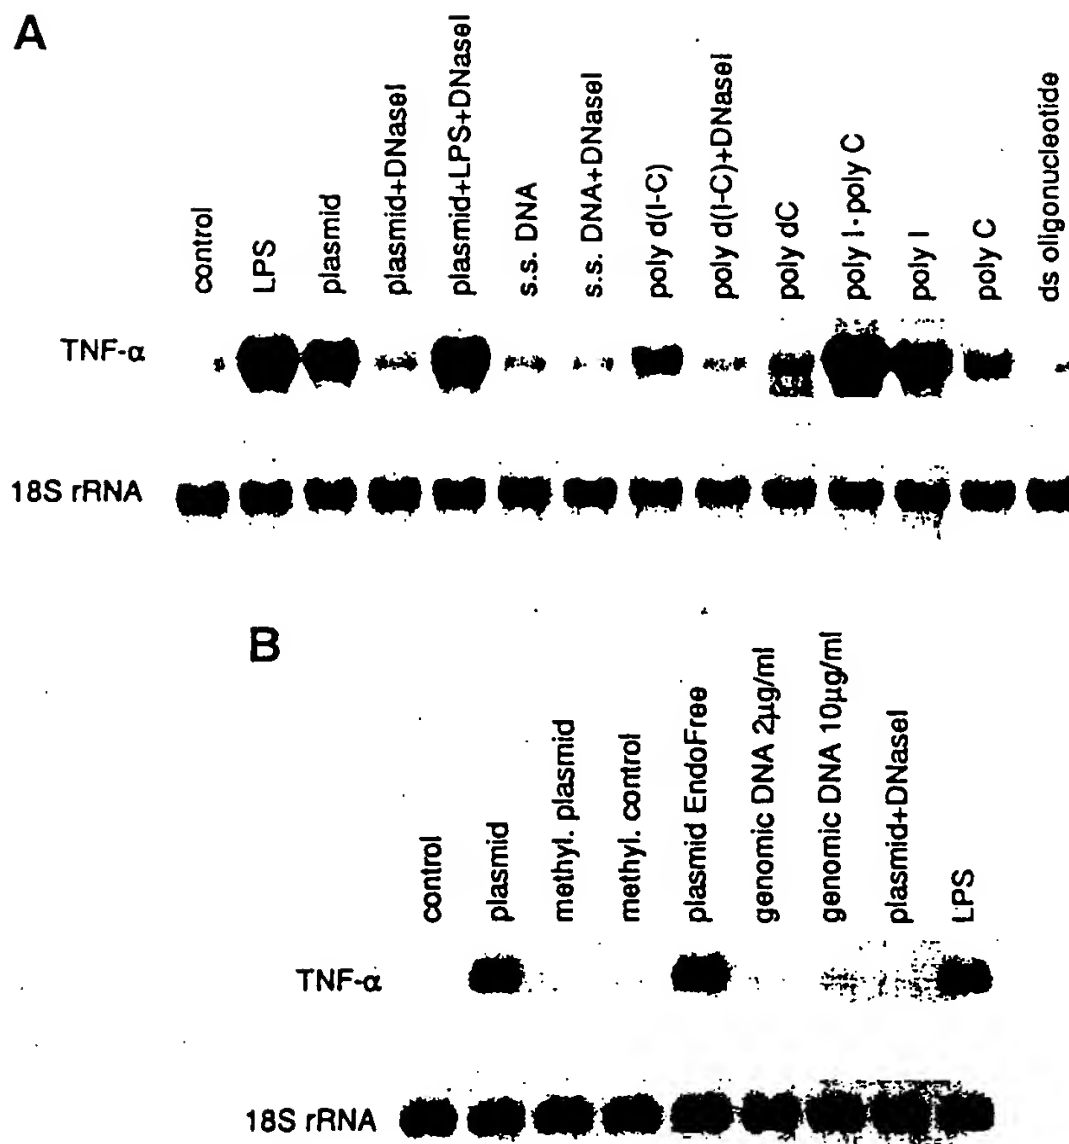 A
control
LPS
plasmid
plasmid+DNaseI
plasmid+LPS+DNaseI
s.s. DNA
s.s. DNA+DNaseI
poly d(I-C)
poly d(I-C)+DNaseI
poly dC
poly I·poly C
poly I
poly C
ds oligonucleotide
TNF-α
18S rRNA
B
control
plasmid
methyl. plasmid
methyl. control
plasmid EndoFree
genomic DNA 2μg/ml
genomic DNA 10μg/ml
plasmid+DNaseI
LPS
TNF-α
18S rRNA